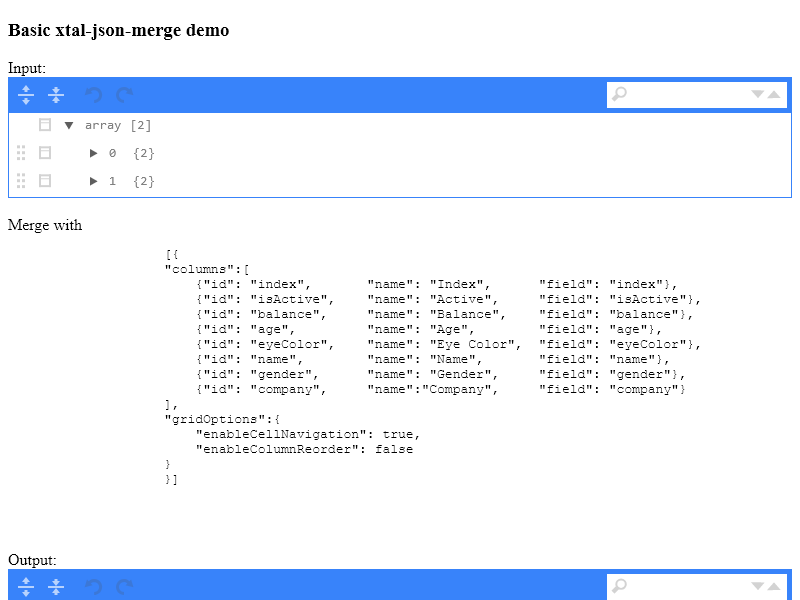 Basic xtal-json-merge demo
Input:
array [2]
0 {2}
1 {2}
Merge with
[{
"columns":[
    {"id": "index",       "name": "Index",      "field": "index"},
    {"id": "isActive",    "name": "Active",     "field": "isActive"},
    {"id": "balance",     "name": "Balance",    "field": "balance"},
    {"id": "age",         "name": "Age",        "field": "age"},
    {"id": "eyeColor",    "name": "Eye Color",  "field": "eyeColor"},
    {"id": "name",        "name": "Name",       "field": "name"},
    {"id": "gender",      "name": "Gender",     "field": "gender"},
    {"id": "company",     "name":"Company",     "field": "company"}
],
"gridOptions":{
    "enableCellNavigation": true,
    "enableColumnReorder": false
}
}]
Output: